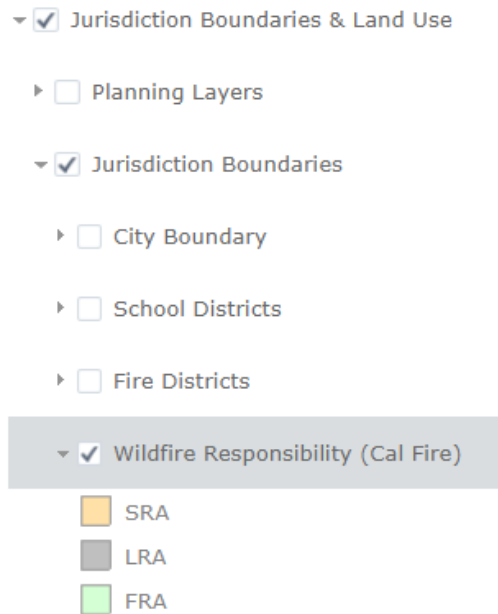 Jurisdiction Boundaries & Land Use
Planning Layers
Jurisdiction Boundaries
City Boundary
School Districts
Fire Districts
Wildfire Responsibility (Cal Fire)
SRA
LRA
FRA